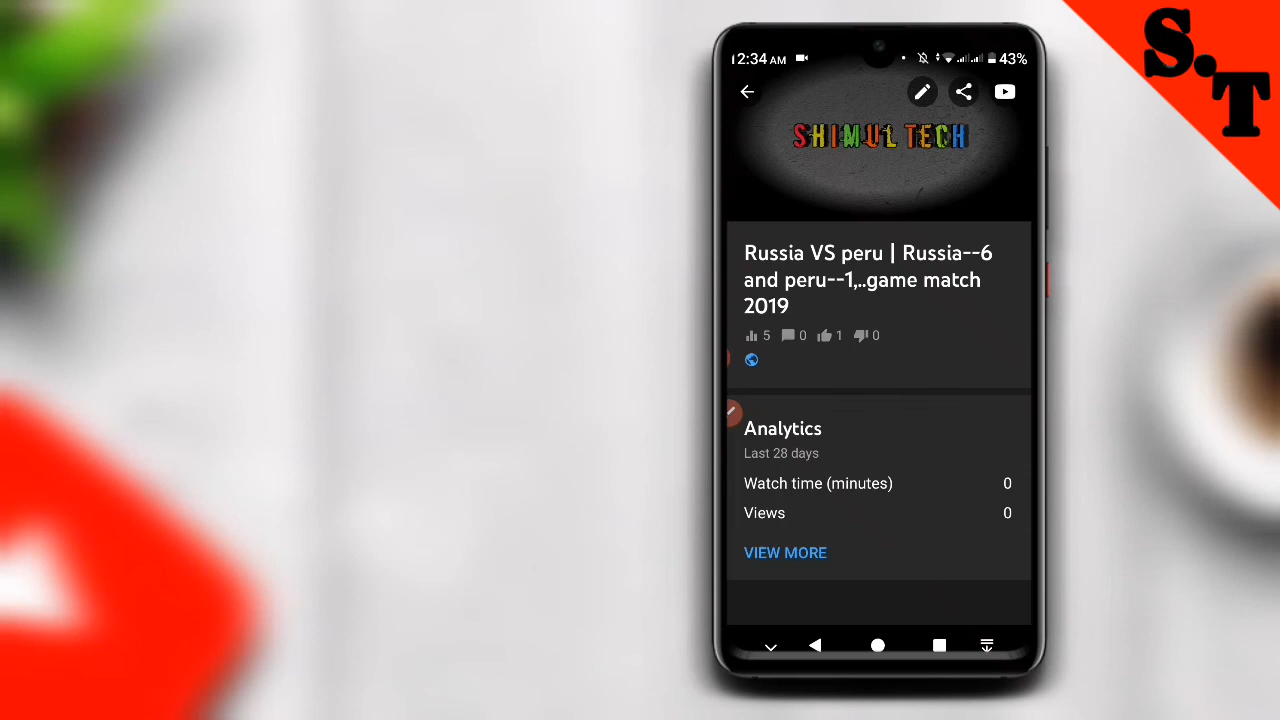 12:34 AM
43%
SHIMUL TECH
Russia VS peru | Russia--6
and peru--1,..game match
2019
5 0 1 0
Analytics
Last 28 days
Watch time (minutes) 0
Views 0
VIEW MORE
S.T